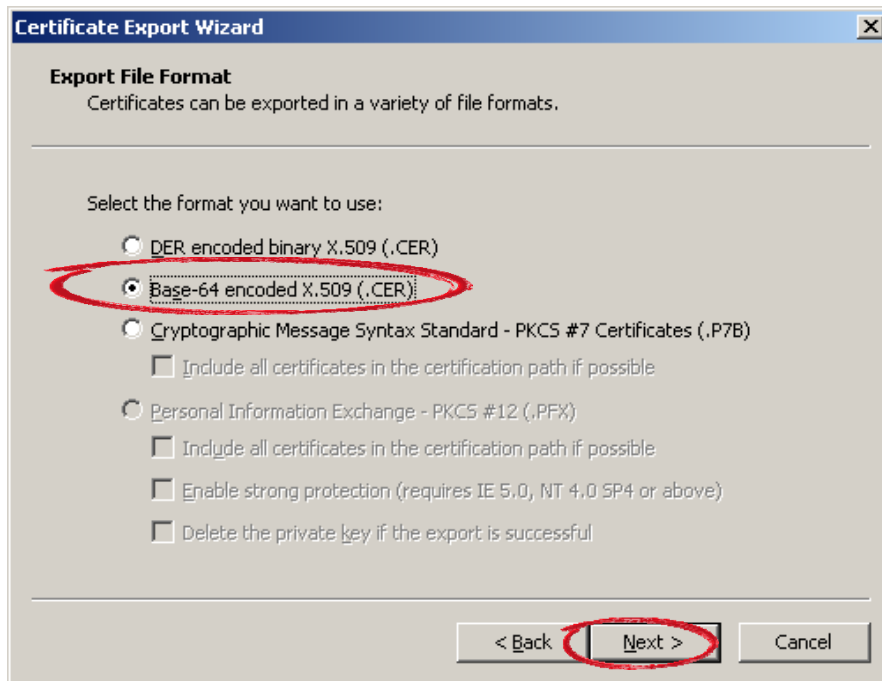 Certificate Export Wizard
Export File Format
Certificates can be exported in a variety of file formats.
Select the format you want to use:
DER encoded binary X.509 (.CER)
Base-64 encoded X.509 (.CER)
Cryptographic Message Syntax Standard - PKCS #7 Certificates (.P7B)
Include all certificates in the certification path if possible
Personal Information Exchange - PKCS #12 (.PFX)
Include all certificates in the certification path if possible
Enable strong protection (requires IE 5.0, NT 4.0 SP4 or above)
Delete the private key if the export is successful
< Back Next > Cancel